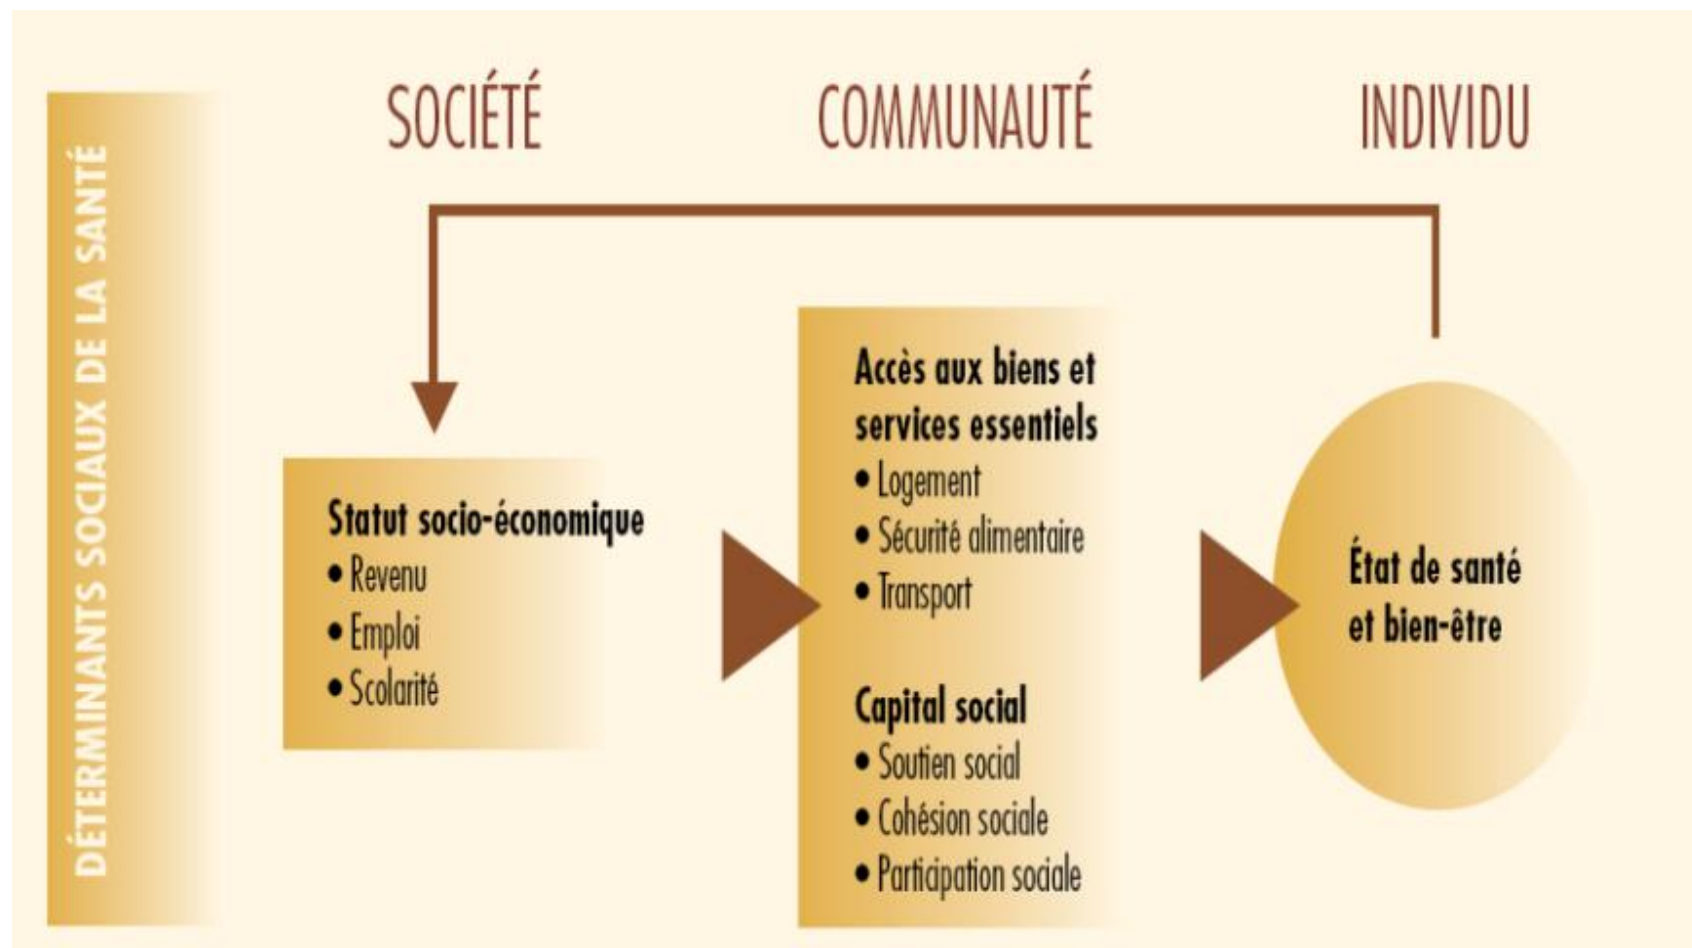 DÉTERMINANTS SOCIAUX DE LA SANTÉ
SOCIÉTÉ
COMMUNAUTÉ
INDIVIDU
Statut socio-économique
• Revenu
• Emploi
• Scolarité
Accès aux biens et
services essentiels
• Logement
• Sécurité alimentaire
• Transport
Capital social
• Soutien social
• Cohésion sociale
• Participation sociale
État de santé
et bien-être